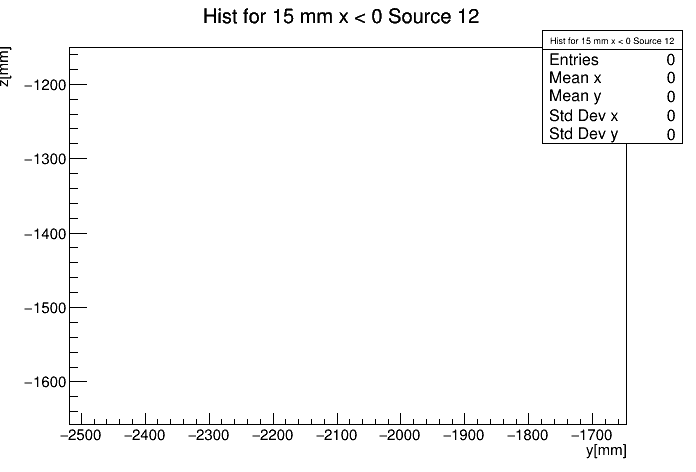 Hist for 15 mm x < 0 Source 12
Hist for 15 mm x < 0 Source 12
Entries 0
Mean x 0
Mean y 0
Std Dev x 0
Std Dev y 0
z[mm]
−1200
−1300
−1400
−1500
−1600
−2500 −2400 −2300 −2200 −2100 −2000 −1900 −1800 −1700
y[mm]